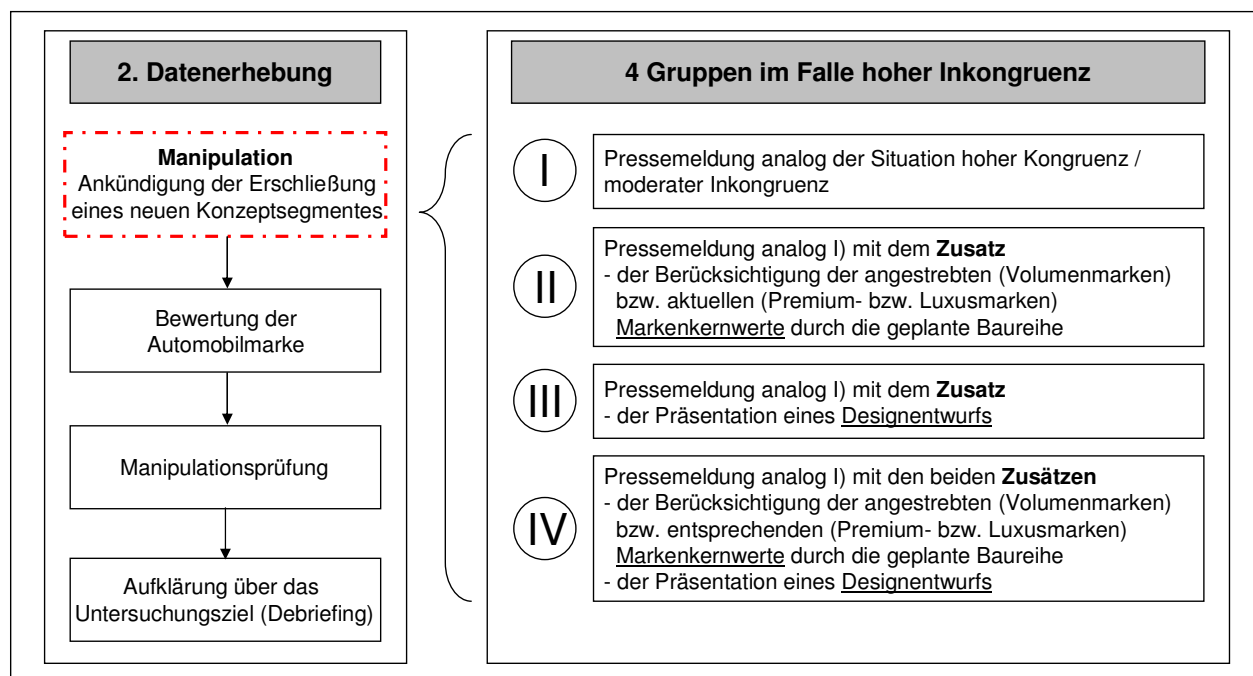 2. Datenerhebung
Manipulation
Ankündigung der Erschließung
eines neuen Konzeptsegmentes
Bewertung der
Automobilmarke
Manipulationsprüfung
Aufklärung über das
Untersuchungsziel (Debriefing)
4 Gruppen im Falle hoher Inkongruenz
I
Pressemeldung analog der Situation hoher Kongruenz /
moderater Inkongruenz
II
Pressemeldung analog I) mit dem Zusatz
- der Berücksichtigung der angestrebten (Volumenmarken)
bzw. aktuellen (Premium- bzw. Luxusmarken)
Markenkernwerte durch die geplante Baureihe
III
Pressemeldung analog I) mit dem Zusatz
- der Präsentation eines Designentwurfs
IV
Pressemeldung analog I) mit den beiden Zusätzen
- der Berücksichtigung der angestrebten (Volumenmarken)
bzw. entsprechenden (Premium- bzw. Luxusmarken)
Markenkernwerte durch die geplante Baureihe
- der Präsentation eines Designentwurfs